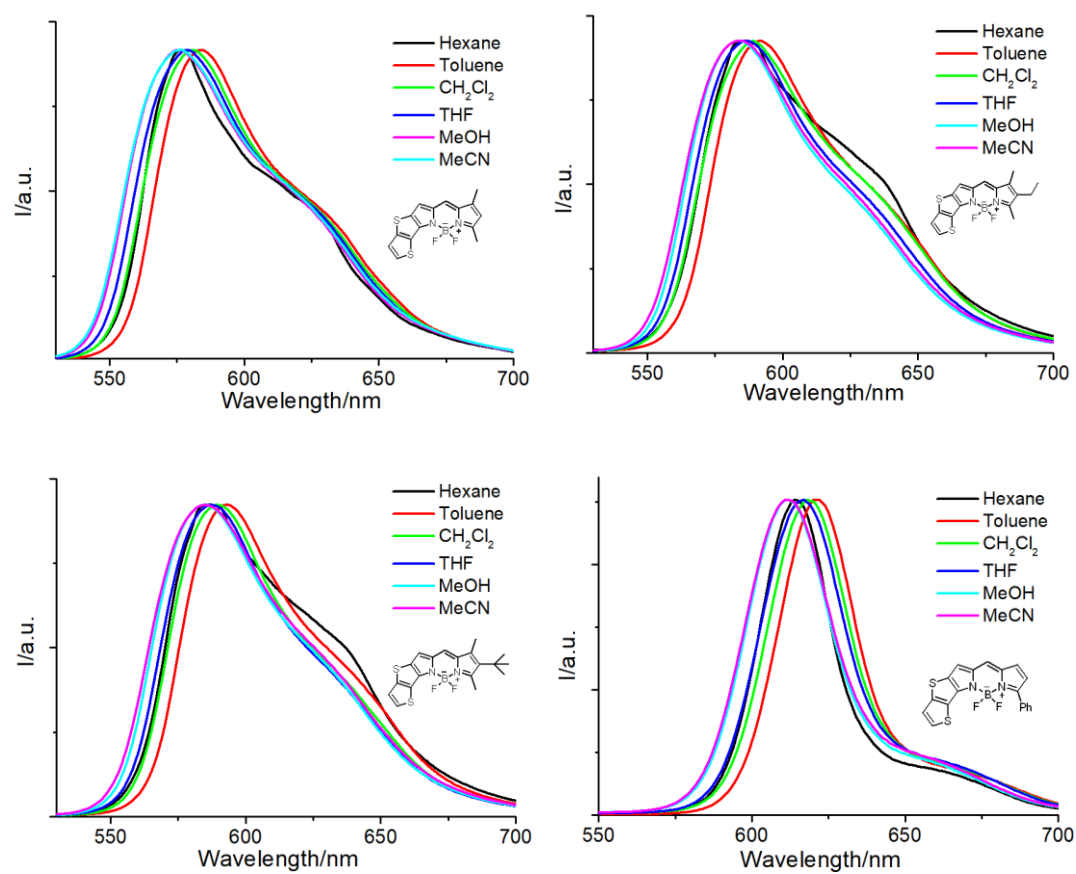 Hexane
Toluene
CH₂Cl₂
THF
MeOH
MeCN
I/a.u.
S
S
N
B
N
F
F
+
550 600 650 700
Wavelength/nm
Hexane
Toluene
CH₂Cl₂
THF
MeOH
MeCN
I/a.u.
S
S
N
B
N
F
F
+
550 600 650 700
Wavelength/nm
Hexane
Toluene
CH₂Cl₂
THF
MeOH
MeCN
I/a.u.
S
S
N
B
N
F
F
+
550 600 650 700
Wavelength/nm
Hexane
Toluene
CH₂Cl₂
THF
MeOH
MeCN
I/a.u.
S
S
N
B
N
F
F
+
Ph
550 600 650 700
Wavelength/nm